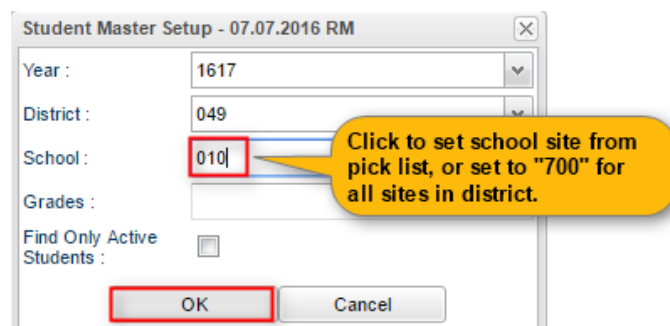 Student Master Setup - 07.07.2016 RM
Year :
1617
District :
049
School :
010
Click to set school site from
pick list, or set to "700" for
all sites in district.
Grades :
Find Only Active
Students :
OK
Cancel